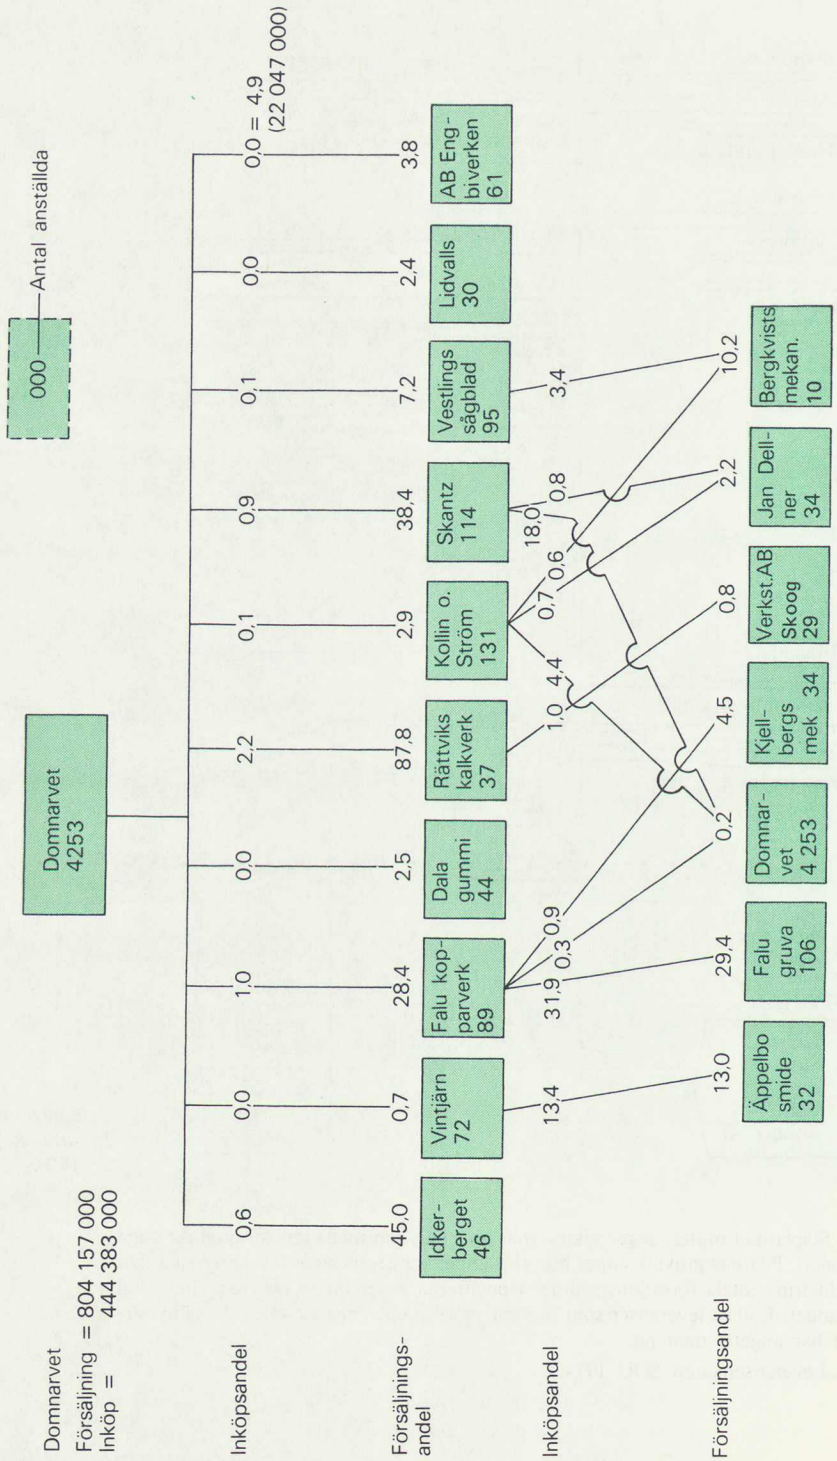 000
Antal anställda
Domnarvet
Försäljning = 804 157 000
Inköp = 444 383 000
Domnarvet
4253
Inköpsandel
0,6
0,0
1,0
0,0
2,2
0,1
0,9
0,1
0,0
0,0 = 4,9
(22 047 000)
Försäljnings-
andel
45,0
0,7
28,4
2,5
87,8
2,9
38,4
7,2
2,4
3,8
Idker-
berget
46
Vintjärn
72
Falu kop-
parverk
89
Dala
gummi
44
Rättviks
kalkverk
37
Kollin o.
Ström
131
Skantz
114
Vestlings
sågblad
95
Lidvalls
30
AB Eng-
biverken
61
Inköpsandel
13,4
31,9
0,3
0,9
1,0
4,4
0,7
0,6
18,0
0,8
3,4
Försäljningsandel
13,0
29,4
0,2
4,5
0,8
2,2
10,2
Äppelbo
smide
32
Falu
gruva
106
Domnar-
vet
4 253
Kjell-
bergs
mek 34
Verkst.AB
Skoog
29
Jan Dell-
ner
34
Bergkvists
mekan.
10